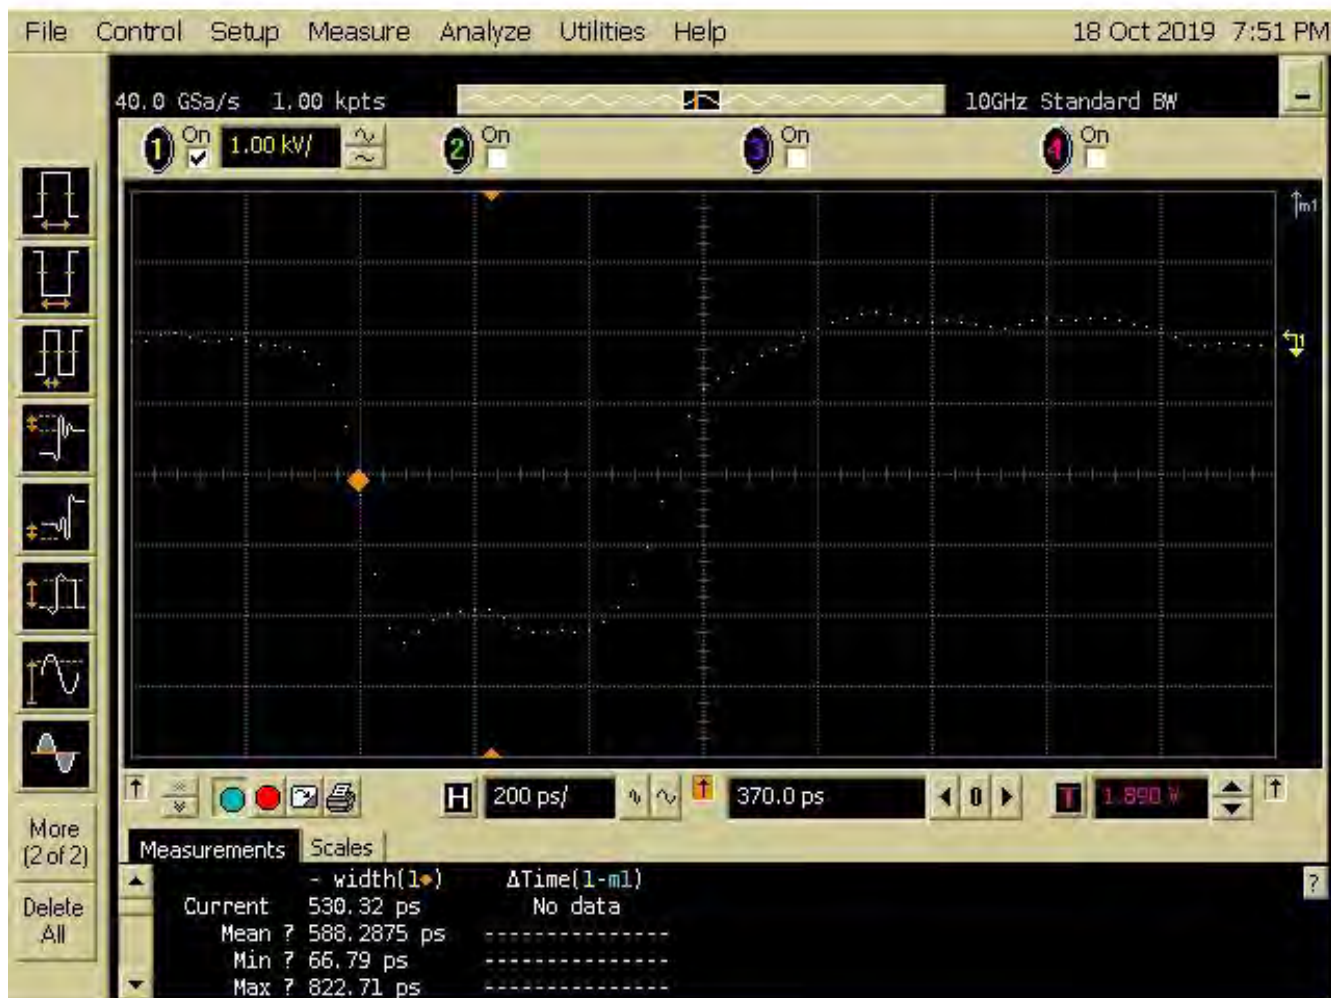 File Control Setup Measure Analyze Utilities Help 18 Oct 2019 7:51 PM
40.0 GSa/s 1.00 kpts 10GHz Standard BW
1 On 1.00 kV/ 2 On 3 On 4 On
m1
1
H 200 ps/ 370.0 ps 0 T 1.890 V
More
(2 of 2)
Delete
All
Measurements Scales
- width(1) ΔTime(1-m1) ?
Current 530.32 ps No data
Mean ? 588.2875 ps ---------------
Min ? 66.79 ps ---------------
Max ? 822.71 ps ---------------